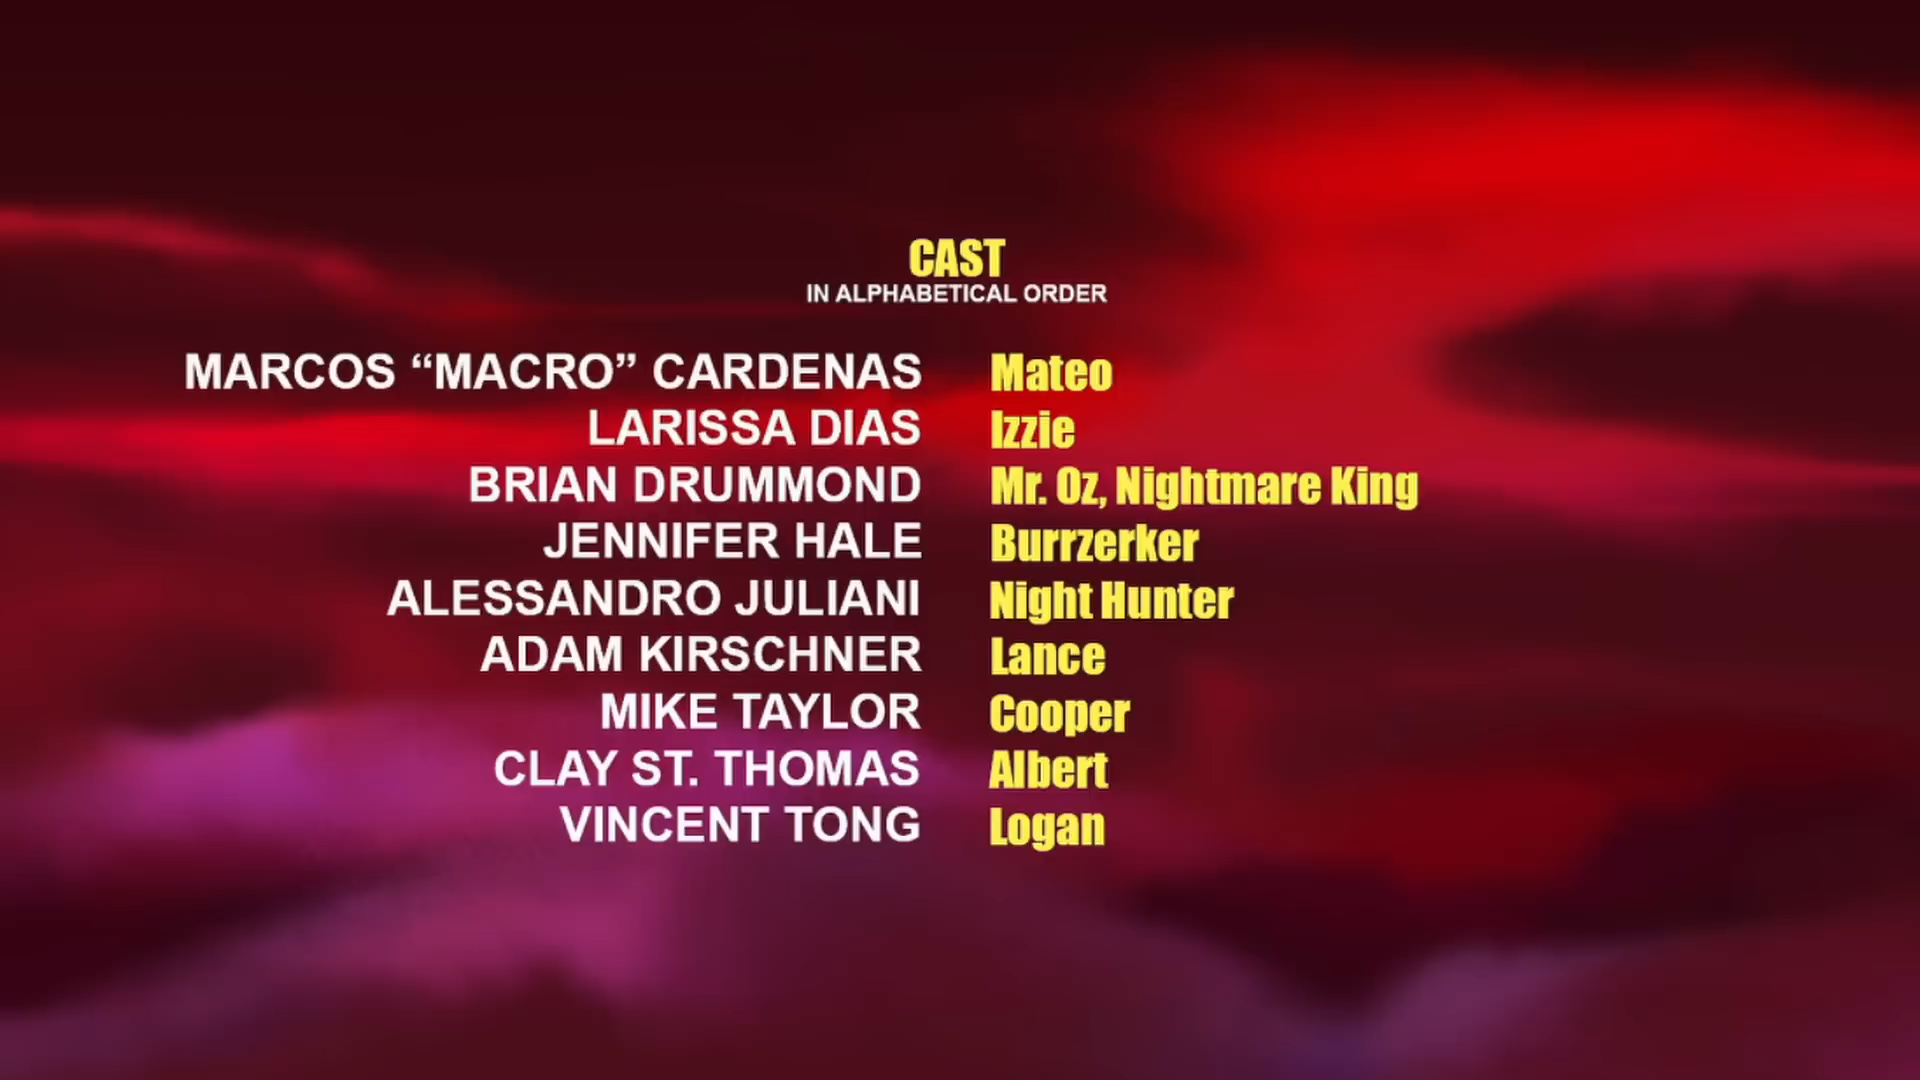 CAST
IN ALPHABETICAL ORDER
MARCOS “MACRO” CARDENAS Mateo
LARISSA DIAS Izzie
BRIAN DRUMMOND Mr. Oz, Nightmare King
JENNIFER HALE Burrzerker
ALESSANDRO JULIANI Night Hunter
ADAM KIRSCHNER Lance
MIKE TAYLOR Cooper
CLAY ST. THOMAS Albert
VINCENT TONG Logan